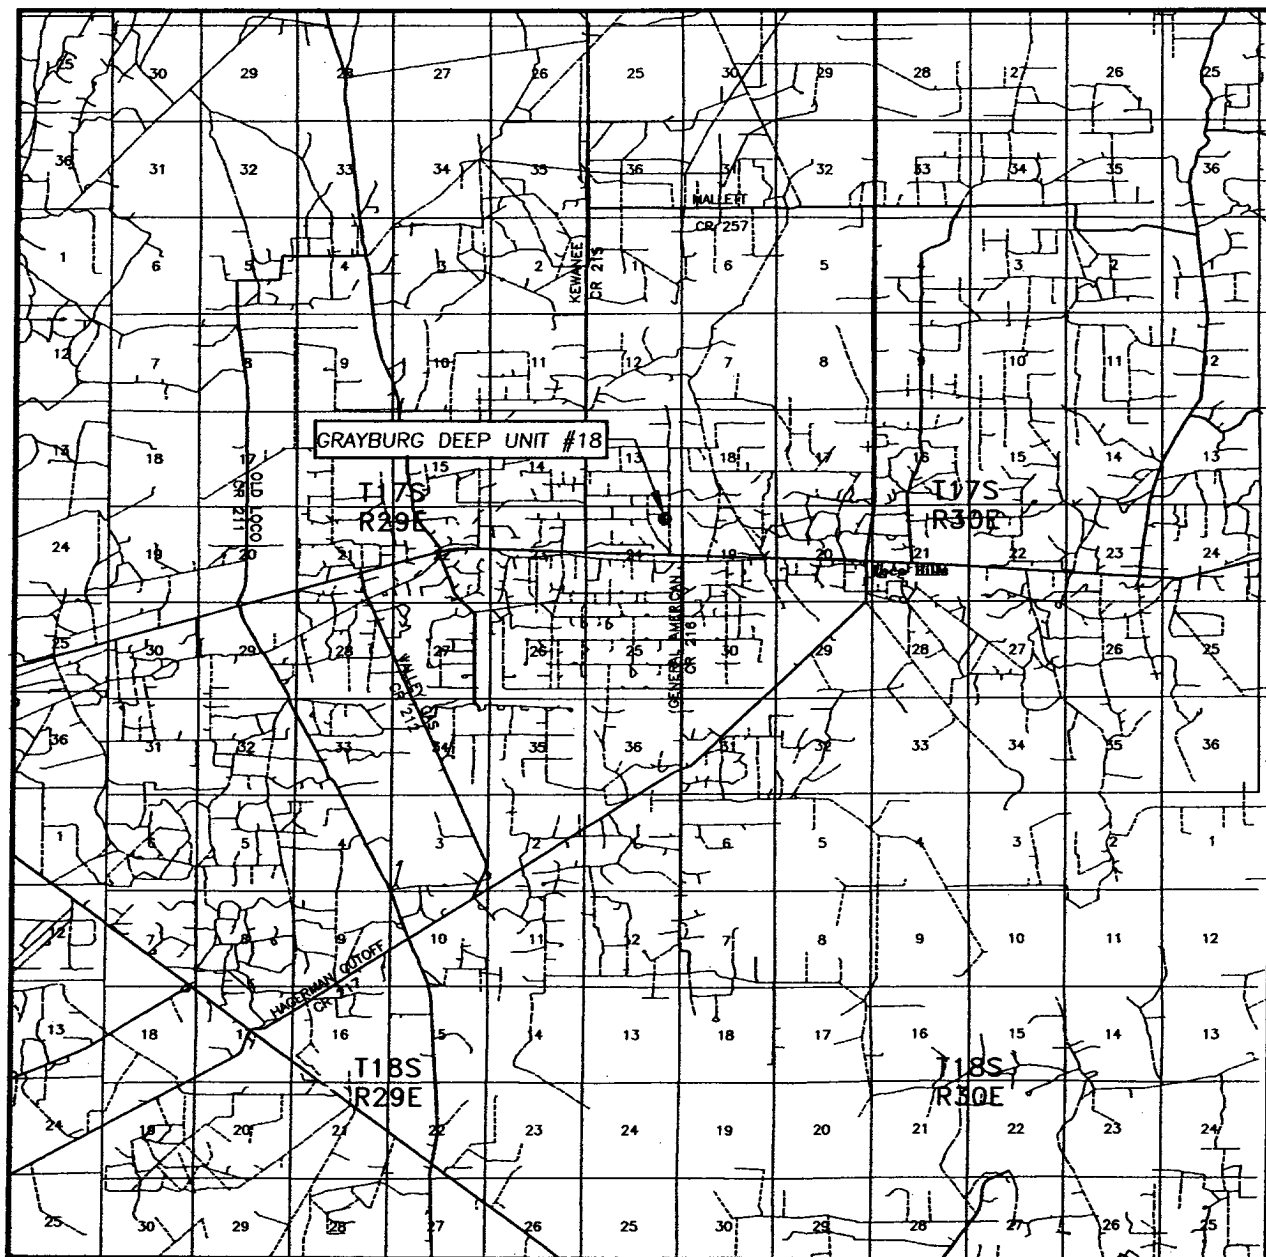 25 30 29 28 27 26 25 30 29 28 27 26 25
36 31 32 33 34 35 36 31 32 33 34 35 36
MALLETT
CR 257
KEWANEE
CR 215
1 6 5 4 3 2 1 6 5 4 3 2 1
12 7 8 9 10 11 12 7 8 9 10 11 12
GRAYBURG DEEP UNIT #18
13 18 17 15 14 13 18 17 16 15 14 13
OLD LOCO
CR 211
T17S
R29E
T17S
R30E
24 19 20 21 22 23 24 19 20 21 22 23 24
Loco Hills
25 30 29 28 27 26 25 30 29 28 27 26 25
VALLEY GAS
CR 212
GENERAL AMERICAN
CR 216
36 31 32 33 34 35 36 31 32 33 34 35 36
1 6 5 4 3 2 1 6 5 4 3 2 1
12 7 8 9 10 11 12 7 8 9 10 11 12
HAGERMAN CUTOFF
CR 217
13 18 17 16 15 14 13 18 17 16 15 14 13
T18S
R29E
T18S
R30E
24 19 20 21 22 23 24 19 20 21 22 23 24
25 30 29 28 27 26 25 30 29 28 27 26 25